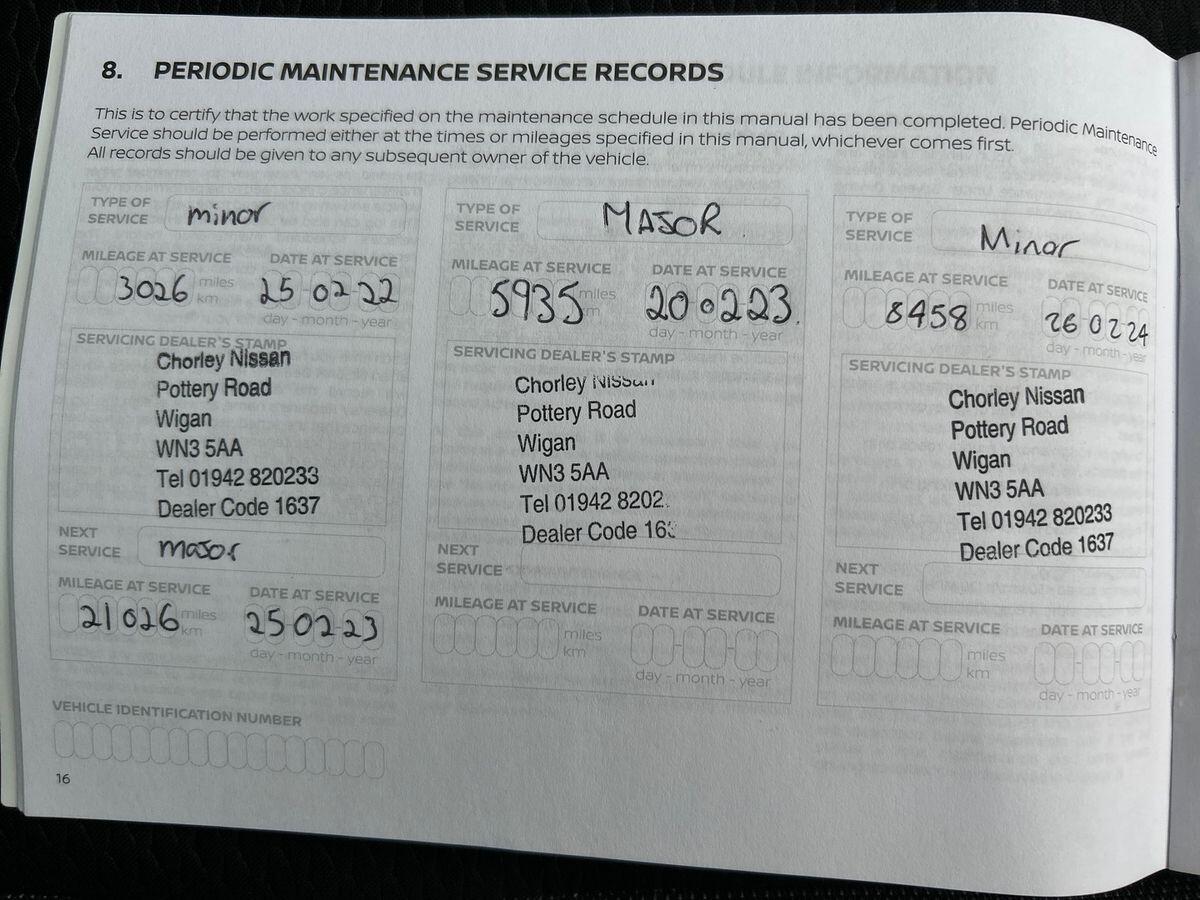 8. PERIODIC MAINTENANCE SERVICE RECORDS
This is to certify that the work specified on the maintenance schedule in this manual has been completed. Periodic Maintenance
Service should be performed either at the times or mileages specified in this manual, whichever comes first.
All records should be given to any subsequent owner of the vehicle.
TYPE OF
SERVICE minor
MILEAGE AT SERVICE DATE AT SERVICE
3026 miles
km 25 02 22
day - month - year
SERVICING DEALER'S STAMP
Chorley Nissan
Pottery Road
Wigan
WN3 5AA
Tel 01942 820233
Dealer Code 1637
NEXT
SERVICE major
MILEAGE AT SERVICE DATE AT SERVICE
21026 miles
km 25 02 23
day - month - year
VEHICLE IDENTIFICATION NUMBER
16
TYPE OF
SERVICE MAJOR
MILEAGE AT SERVICE DATE AT SERVICE
5935 miles
20 02 23.
day - month - year
SERVICING DEALER'S STAMP
Chorley Nissan
Pottery Road
Wigan
WN3 5AA
Tel 01942 8202
Dealer Code 163
NEXT
SERVICE
MILEAGE AT SERVICE DATE AT SERVICE
miles
km
day - month - year
TYPE OF
SERVICE Minor
MILEAGE AT SERVICE DATE AT SERVICE
8458 miles
km 26 02 24
day - month - year
SERVICING DEALER'S STAMP
Chorley Nissan
Pottery Road
Wigan
WN3 5AA
Tel 01942 820233
Dealer Code 1637
NEXT
SERVICE
MILEAGE AT SERVICE DATE AT SERVICE
miles
km
day - month - year